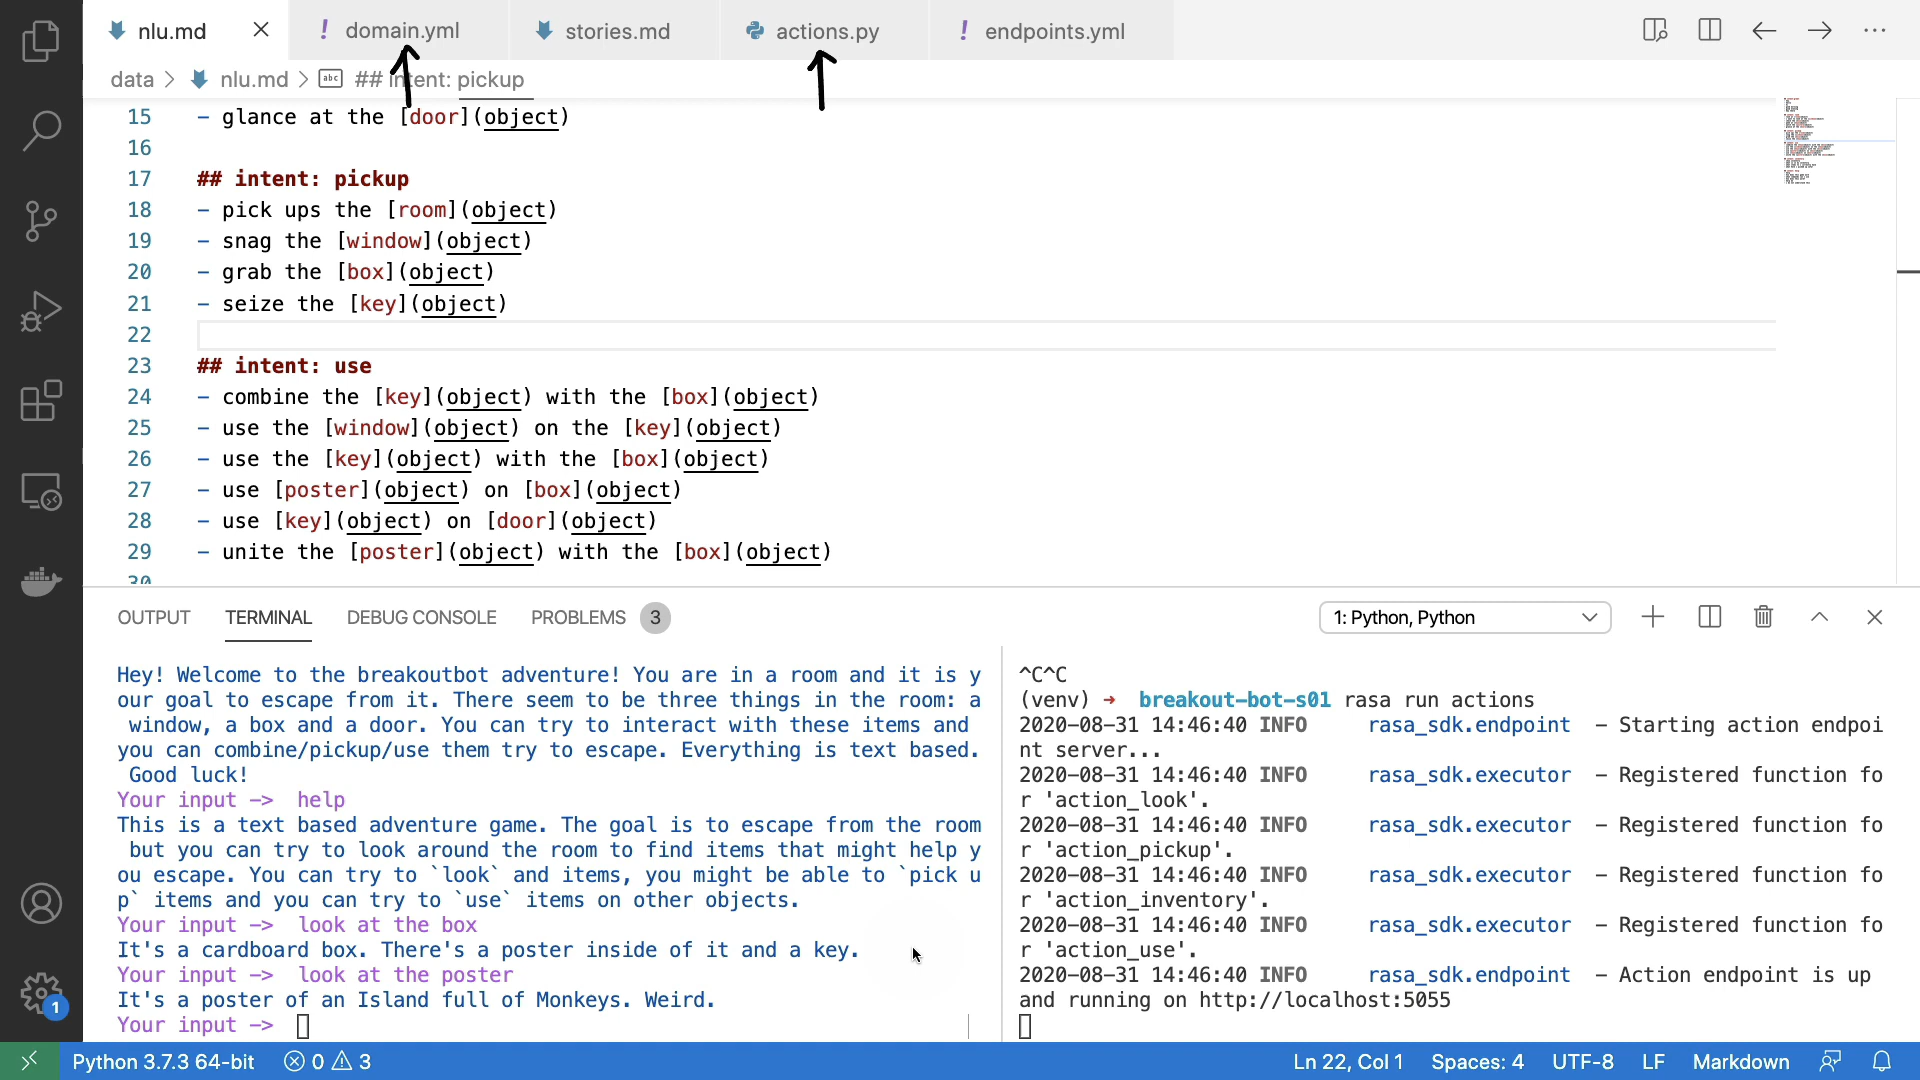 nlu.md
domain.yml
stories.md
actions.py
endpoints.yml
data > nlu.md > abc ## intent: pickup
15 - glance at the [door](object)
16
17 ## intent: pickup
18 - pick ups the [room](object)
19 - snag the [window](object)
20 - grab the [box](object)
21 - seize the [key](object)
22
23 ## intent: use
24 - combine the [key](object) with the [box](object)
25 - use the [window](object) on the [key](object)
26 - use the [key](object) with the [box](object)
27 - use [poster](object) on [box](object)
28 - use [key](object) on [door](object)
29 - unite the [poster](object) with the [box](object)
30
OUTPUT TERMINAL DEBUG CONSOLE PROBLEMS 3
1: Python, Python
Hey! Welcome to the breakoutbot adventure! You are in a room and it is y
our goal to escape from it. There seem to be three things in the room: a
window, a box and a door. You can try to interact with these items and
you can combine/pickup/use them try to escape. Everything is text based.
Good luck!
Your input -> help
This is a text based adventure game. The goal is to escape from the room
but you can try to look around the room to find items that might help y
ou escape. You can try to `look` and items, you might be able to `pick u
p` items and you can try to `use` items on other objects.
Your input -> look at the box
It's a cardboard box. There's a poster inside of it and a key.
Your input -> look at the poster
It's a poster of an Island full of Monkeys. Weird.
Your input ->
^C^C
(venv) → breakout-bot-s01 rasa run actions
2020-08-31 14:46:40 INFO rasa_sdk.endpoint - Starting action endpoi
nt server...
2020-08-31 14:46:40 INFO rasa_sdk.executor - Registered function fo
r 'action_look'.
2020-08-31 14:46:40 INFO rasa_sdk.executor - Registered function fo
r 'action_pickup'.
2020-08-31 14:46:40 INFO rasa_sdk.executor - Registered function fo
r 'action_inventory'.
2020-08-31 14:46:40 INFO rasa_sdk.executor - Registered function fo
r 'action_use'.
2020-08-31 14:46:40 INFO rasa_sdk.endpoint - Action endpoint is up
and running on http://localhost:5055
1
Python 3.7.3 64-bit 0 3
Ln 22, Col 1 Spaces: 4 UTF-8 LF Markdown